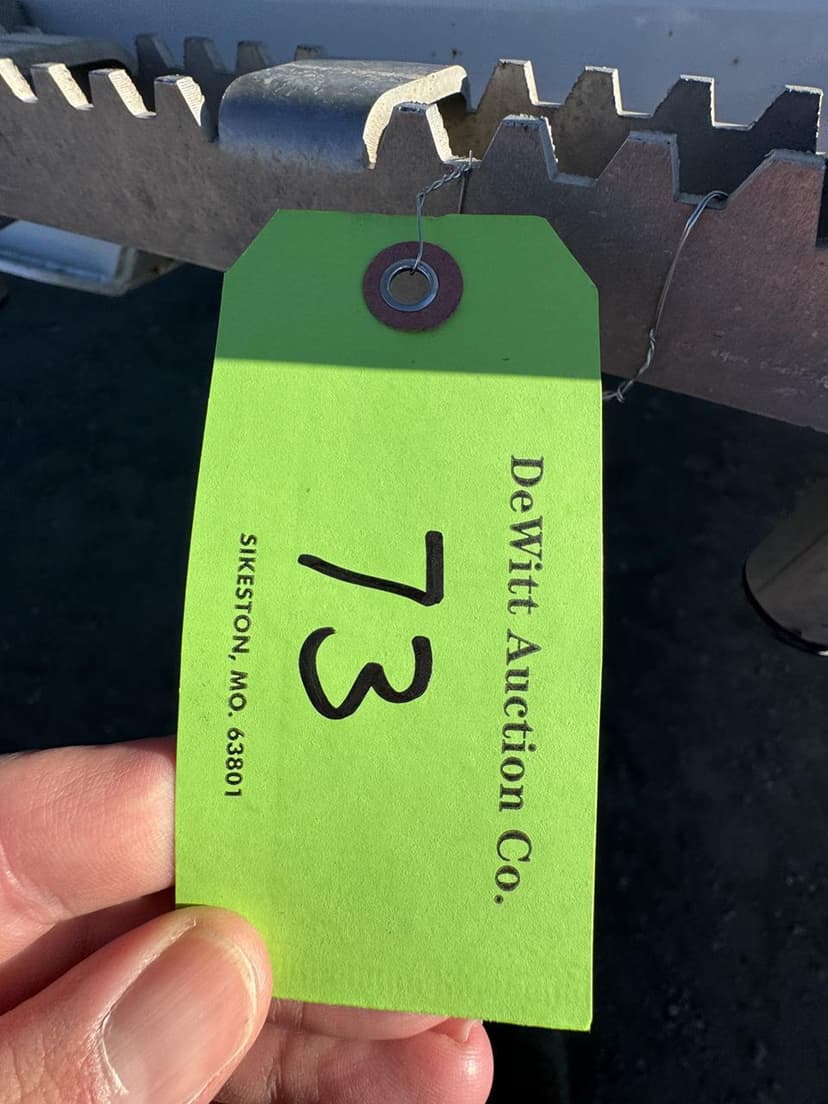 DeWitt Auction Co.
73
SIKESTON, MO. 63801